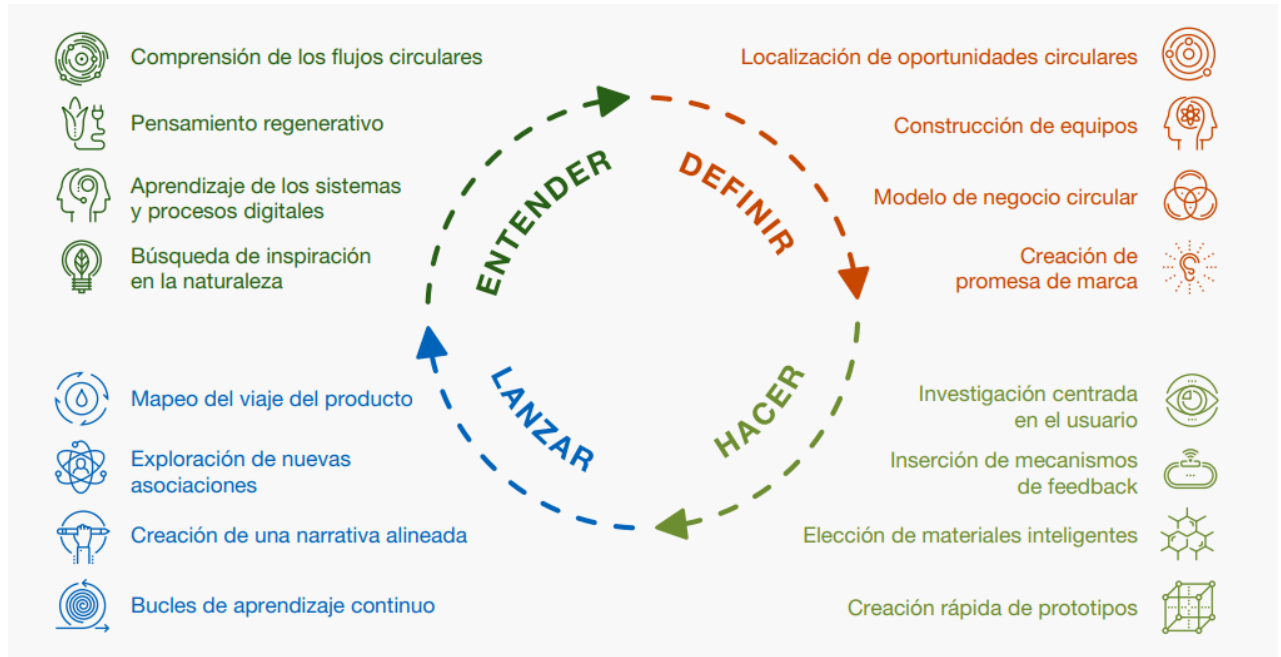 Comprensión de los flujos circulares
Pensamiento regenerativo
Aprendizaje de los sistemas
y procesos digitales
Búsqueda de inspiración
en la naturaleza
ENTENDER
DEFINIR
Localización de oportunidades circulares
Construcción de equipos
Modelo de negocio circular
Creación de
promesa de marca
Mapeo del viaje del producto
Exploración de nuevas
asociaciones
Creación de una narrativa alineada
Bucles de aprendizaje continuo
LANZAR
HACER
Investigación centrada
en el usuario
Inserción de mecanismos
de feedback
Elección de materiales inteligentes
Creación rápida de prototipos